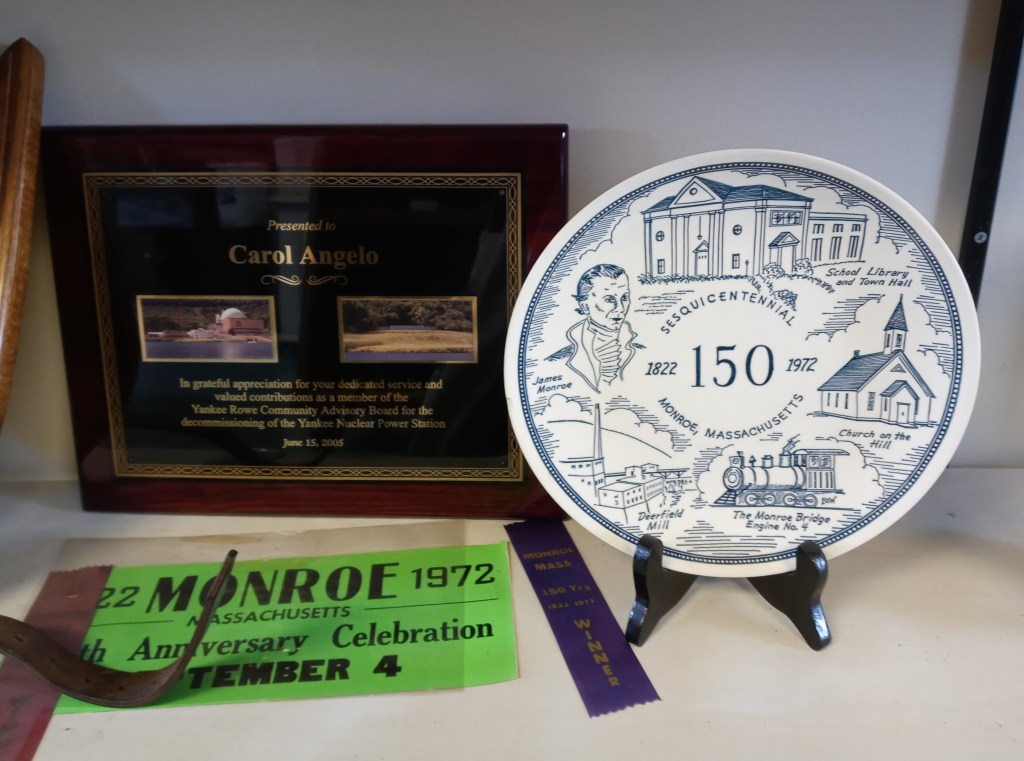 Presented to
Carol Angelo
In grateful appreciation for your dedicated service and
valued contributions as a member of the
Yankee Rowe Community Advisory Board for the
decommissioning of the Yankee Nuclear Power Station
June 15, 2005
School Library
and Town Hall
SESQUICENTENNIAL
1822 150 1972
MONROE, MASSACHUSETTS
James
Monroe
Church on the
Hill
Deerfield
Mill
The Monroe Bridge
Engine No. 4
22 MONROE 1972
MASSACHUSETTS
th Anniversary Celebration
TEMBER 4
MONROE
MASS
150 Yrs
1822 1972
WINNER